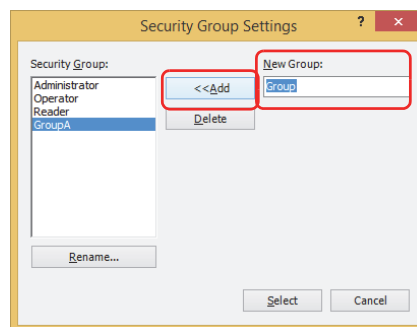 Security Group Settings
? ×
Security Group:
New Group:
Administrator
Operator
Reader
GroupA
<<Add
Group
Delete
Rename...
Select
Cancel